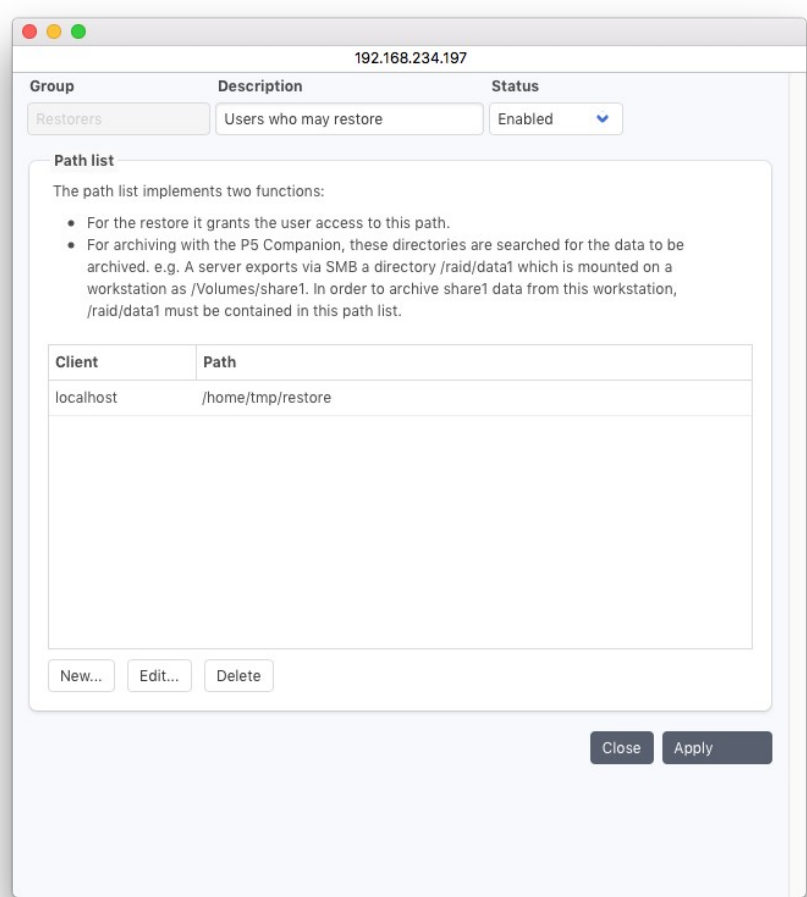 192.168.234.197
Group Description Status
Restorers Users who may restore Enabled
Path list
The path list implements two functions:
• For the restore it grants the user access to this path.
• For archiving with the P5 Companion, these directories are searched for the data to be
archived. e.g. A server exports via SMB a directory /raid/data1 which is mounted on a
workstation as /Volumes/share1. In order to archive share1 data from this workstation,
/raid/data1 must be contained in this path list.
Client Path
localhost /home/tmp/restore
New... Edit... Delete
Close Apply